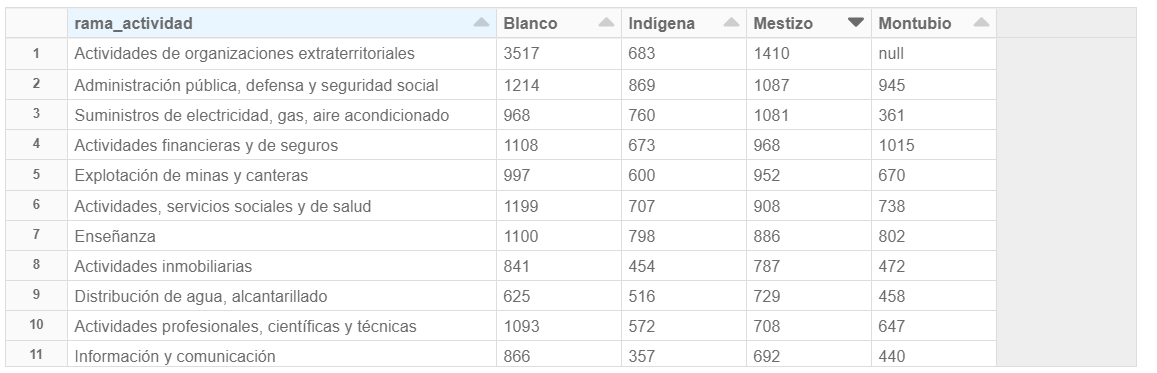 rama_actividad Blanco Indígena Mestizo Montubio
1 Actividades de organizaciones extraterritoriales 3517 683 1410 null
2 Administración pública, defensa y seguridad social 1214 869 1087 945
3 Suministros de electricidad, gas, aire acondicionado 968 760 1081 361
4 Actividades financieras y de seguros 1108 673 968 1015
5 Explotación de minas y canteras 997 600 952 670
6 Actividades, servicios sociales y de salud 1199 707 908 738
7 Enseñanza 1100 798 886 802
8 Actividades inmobiliarias 841 454 787 472
9 Distribución de agua, alcantarillado 625 516 729 458
10 Actividades profesionales, científicas y técnicas 1093 572 708 647
11 Información y comunicación 866 357 692 440